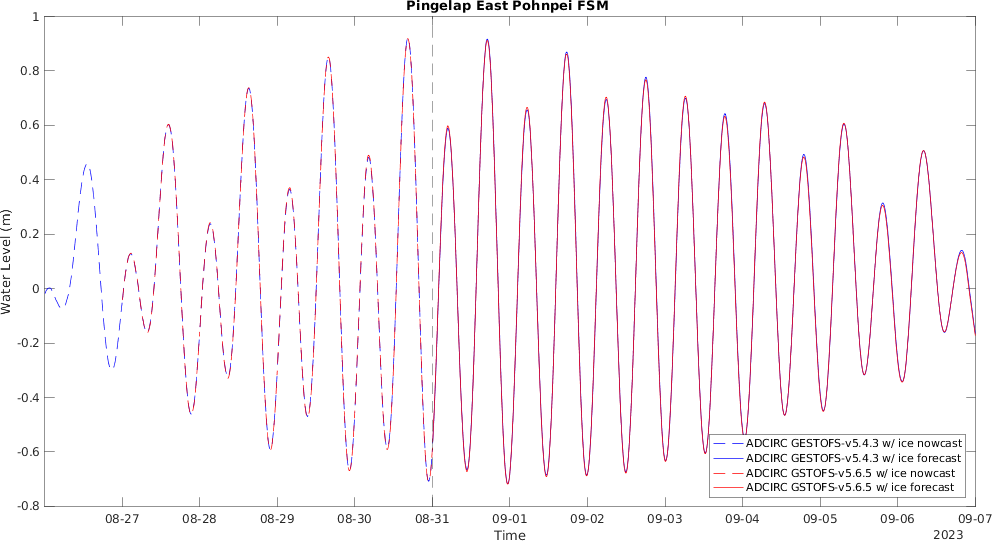 Pingelap East Pohnpei FSM
1
0.8
0.6
0.4
0.2
0
-0.2
-0.4
-0.6
-0.8
Water Level (m)
ADCIRC GESTOFS-v5.4.3 w/ ice nowcast
ADCIRC GESTOFS-v5.4.3 w/ ice forecast
ADCIRC GSTOFS-v5.6.5 w/ ice nowcast
ADCIRC GSTOFS-v5.6.5 w/ ice forecast
08-27 08-28 08-29 08-30 08-31 09-01 09-02 09-03 09-04 09-05 09-06 09-07
Time 2023